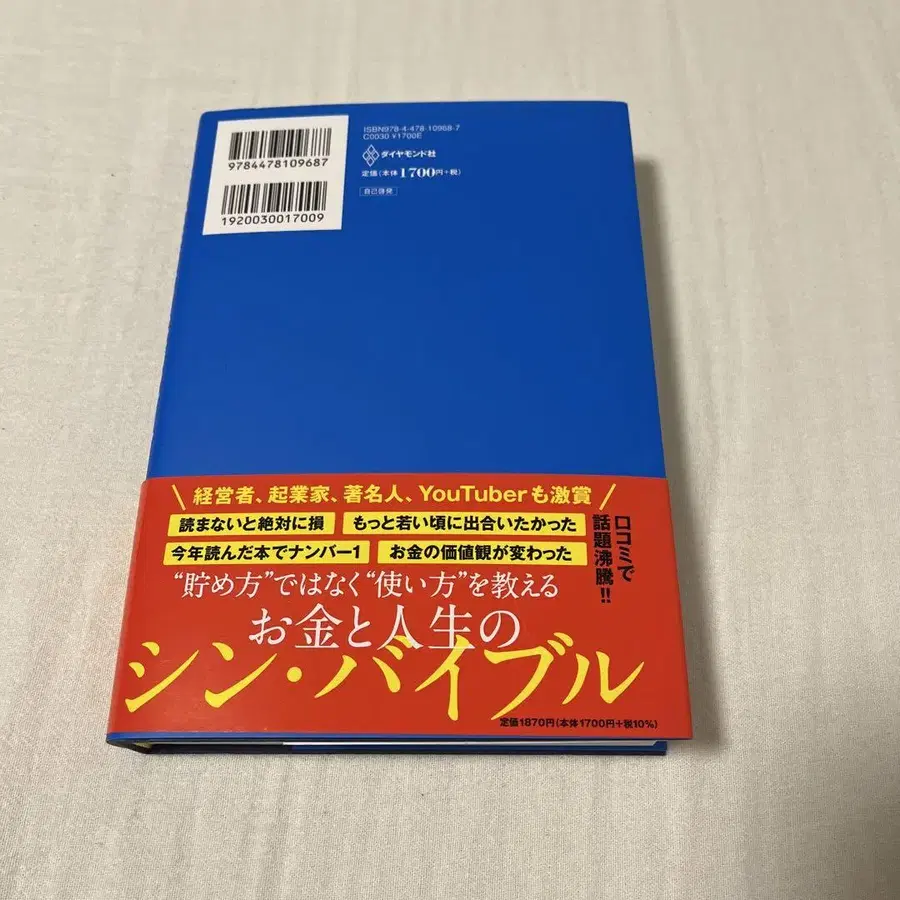 9784478109687
1920030017009
ISBN978-4-478-10968-7
C0030 ¥1700E
ダイヤモンド社
定価(本体1700円+税)
自己啓発
経営者、起業家、著名人、YouTuberも激賞
読まないと絶対に損
もっと若い頃に出合いたかった
今年読んだ本でナンバー1
お金の価値観が変わった
口コミで
話題沸騰!!
“貯め方”ではなく“使い方”を教える
お金と人生の
シン・バイブル
定価1870円(本体1700円+税10%)